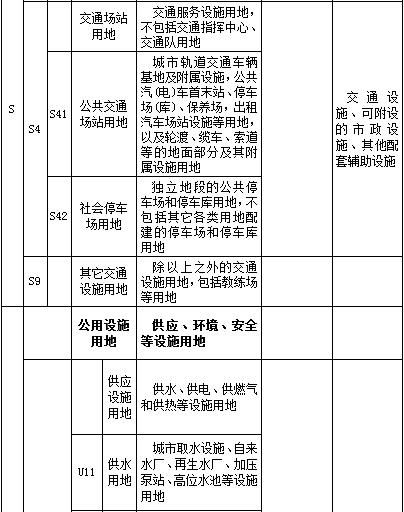 交通场站
用地
交通服务设施用地，
不包括交通指挥中心、
交通队用地
S
S4
S41
公共交通
场站用地
城市轨道交通车辆
基地及附属设施，公共
汽(电)车首末站、停车
场(库)、保养场，出租
汽车场站设施等用地，
以及轮渡、缆车、索道
等的地面部分及其附
属设施用地
交通设
施、可附设
的市政设
施、其他配
套辅助设施
S42
社会停车
场用地
独立地段的公共停
车场和停车库用地，不
包括其它各类用地配
建的停车场和停车库
用地
S9
其它交通
设施用地
除以上之外的交通
设施用地，包括教练场
等用地
公用设施
用地
供应、环境、安全
等设施用地
供应
设施
用地
供水、供电、供燃气
和供热等设施用地
U11
供水
用地
城市取水设施、自来
水厂、再生水厂、加压
泵站、高位水池等设施
用地